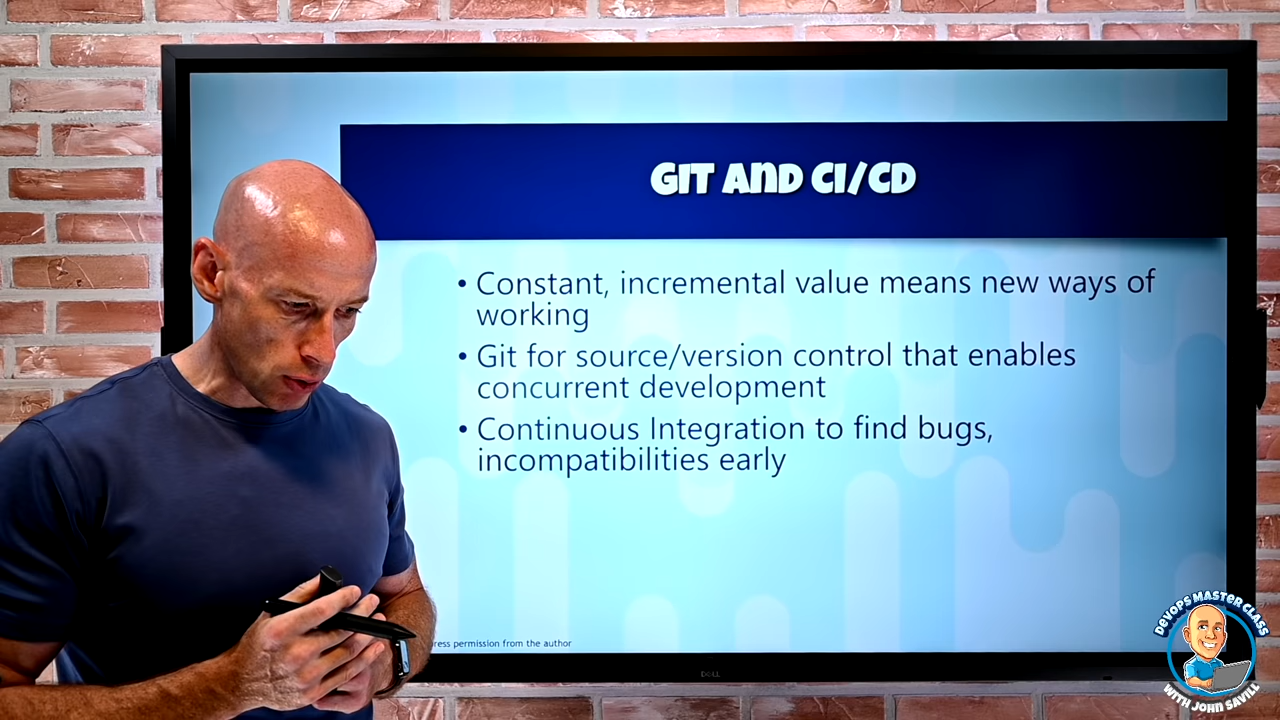 GIT AND CI/CD
• Constant, incremental value means new ways of
working
• Git for source/version control that enables
concurrent development
• Continuous Integration to find bugs,
incompatibilities early
permission from the author
DELL
DEVOPS MASTER CLASS
WITH JOHN SAVILL